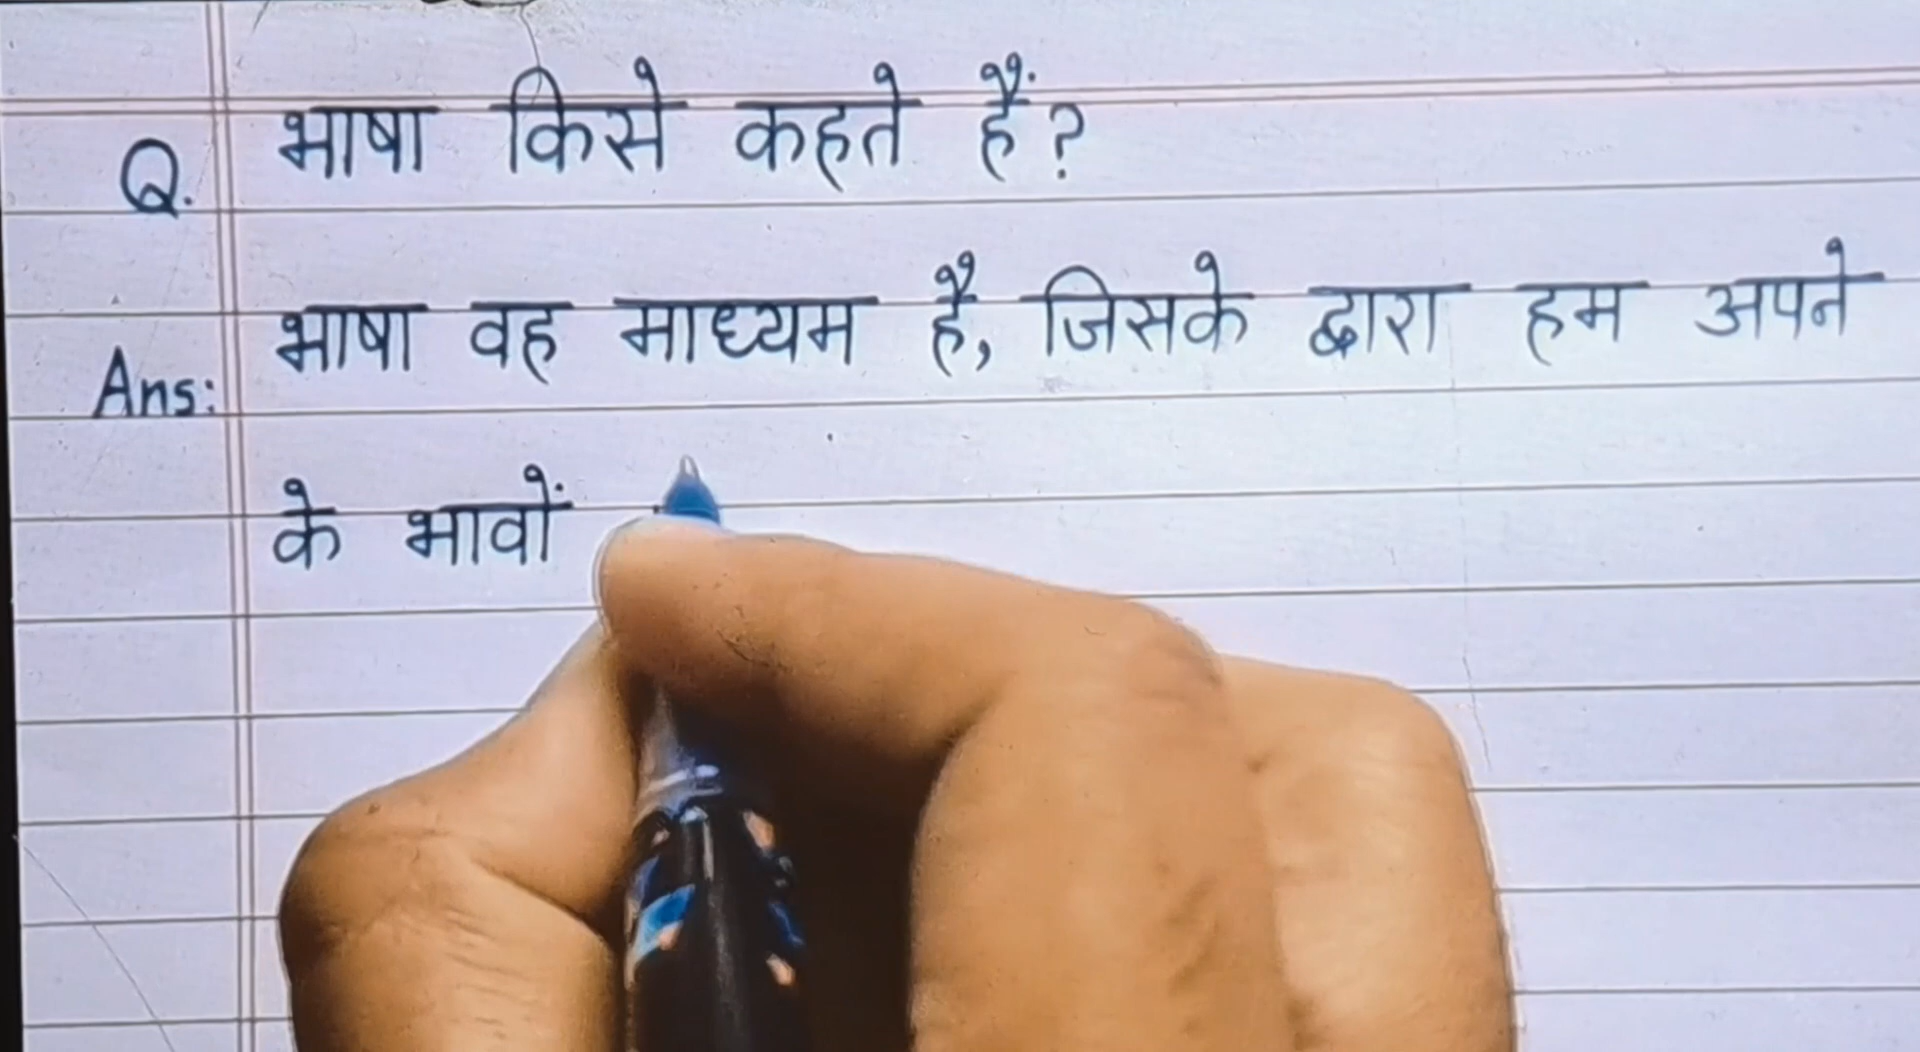 Q. भाषा किसे कहते हैं?
Ans: भाषा वह माध्यम है, जिसके द्वारा हम अपने
के भावों